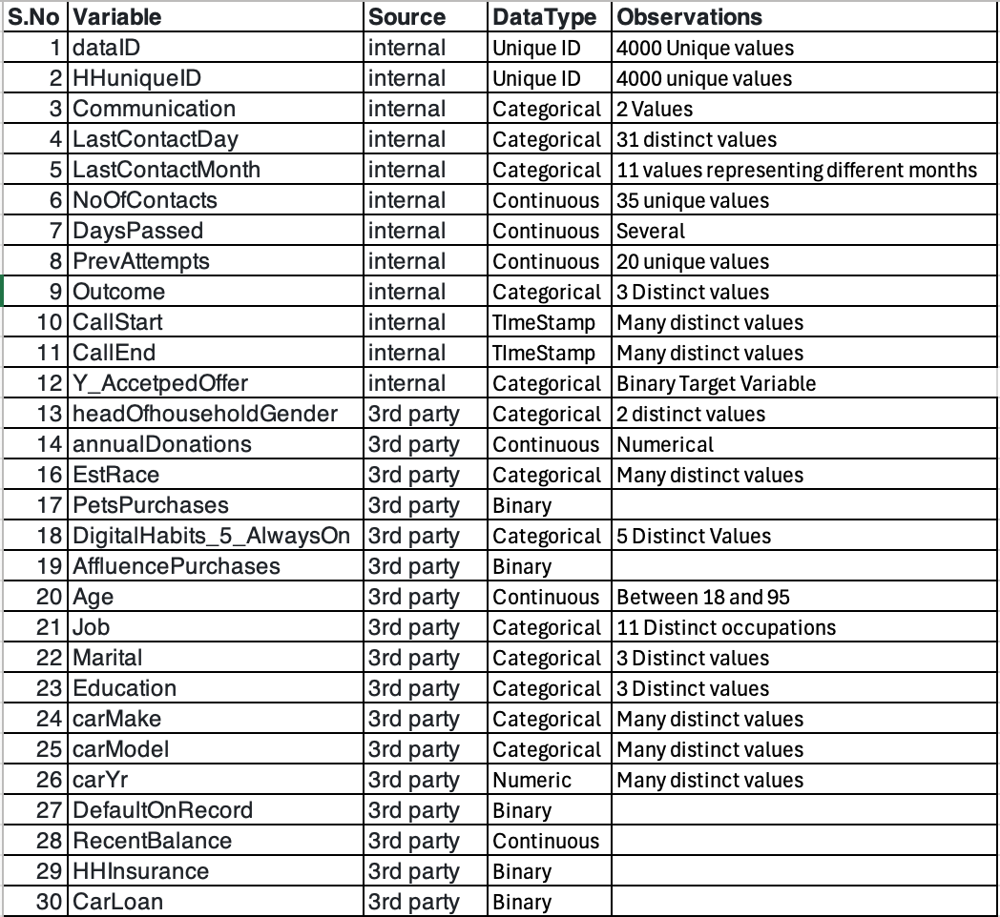 S.No Variable Source DataType Observations
1 dataID internal Unique ID 4000 Unique values
2 HHuniqueID internal Unique ID 4000 unique values
3 Communication internal Categorical 2 Values
4 LastContactDay internal Categorical 31 distinct values
5 LastContactMonth internal Categorical 11 values representing different months
6 NoOfContacts internal Continuous 35 unique values
7 DaysPassed internal Continuous Several
8 PrevAttempts internal Continuous 20 unique values
9 Outcome internal Categorical 3 Distinct values
10 CallStart internal TImeStamp Many distinct values
11 CallEnd internal TImeStamp Many distinct values
12 Y_AccetpedOffer internal Categorical Binary Target Variable
13 headOfhouseholdGender 3rd party Categorical 2 distinct values
14 annualDonations 3rd party Continuous Numerical
16 EstRace 3rd party Categorical Many distinct values
17 PetsPurchases 3rd party Binary
18 DigitalHabits_5_AlwaysOn 3rd party Categorical 5 Distinct Values
19 AffluencePurchases 3rd party Binary
20 Age 3rd party Continuous Between 18 and 95
21 Job 3rd party Categorical 11 Distinct occupations
22 Marital 3rd party Categorical 3 Distinct values
23 Education 3rd party Categorical 3 Distinct values
24 carMake 3rd party Categorical Many distinct values
25 carModel 3rd party Categorical Many distinct values
26 carYr 3rd party Numeric Many distinct values
27 DefaultOnRecord 3rd party Binary
28 RecentBalance 3rd party Continuous
29 HHInsurance 3rd party Binary
30 CarLoan 3rd party Binary